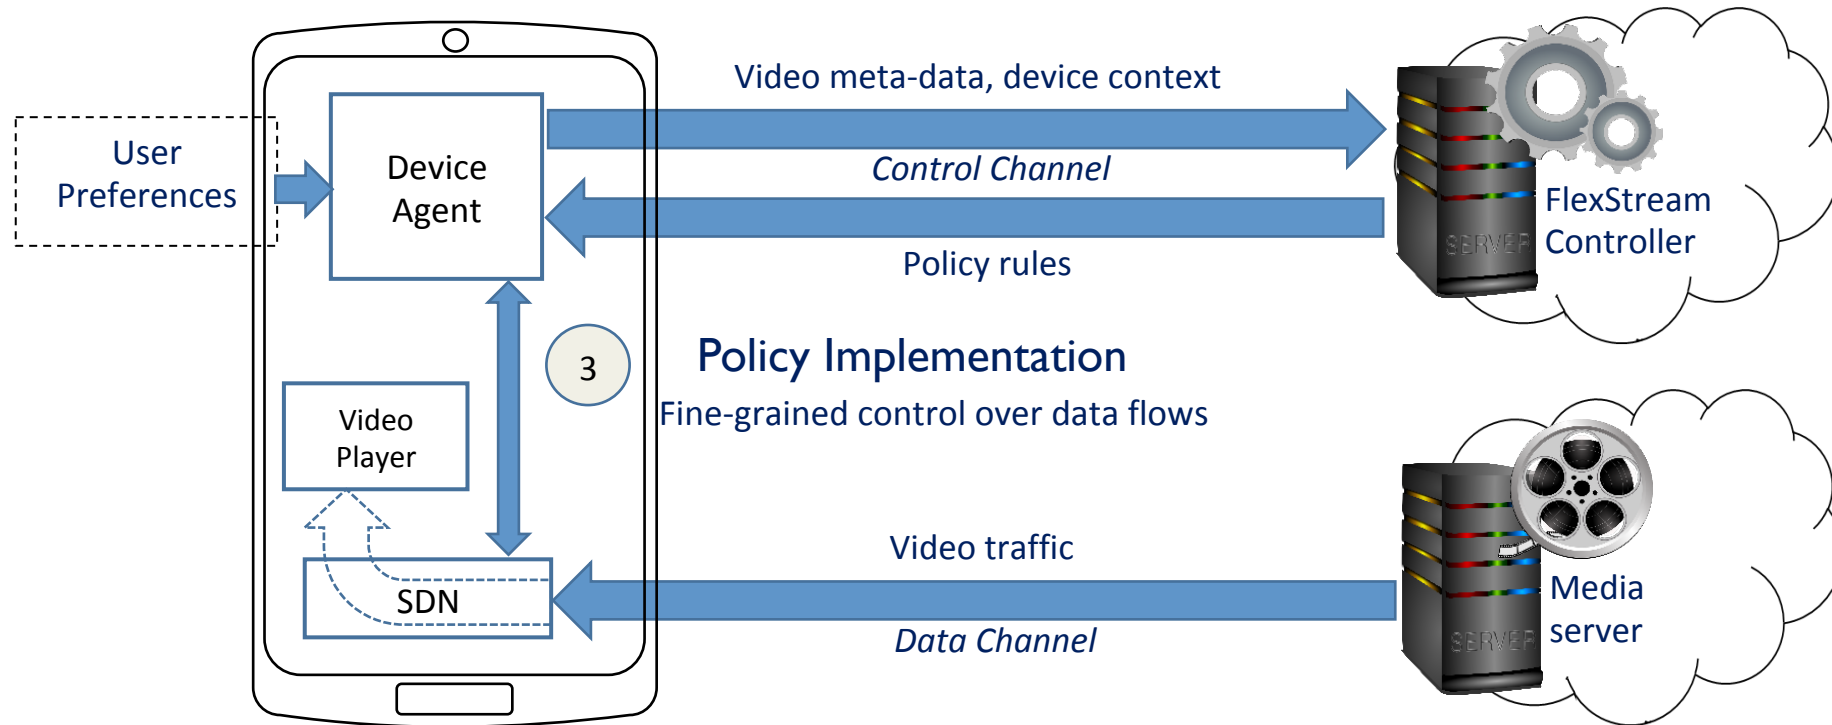 Video meta-data, device context
Control Channel
Policy rules
User
Preferences
Device
Agent
FlexStream
Controller
SERVER
3
Policy Implementation
Fine-grained control over data flows
Video
Player
SDN
Video traffic
Data Channel
Media
server
SERVER